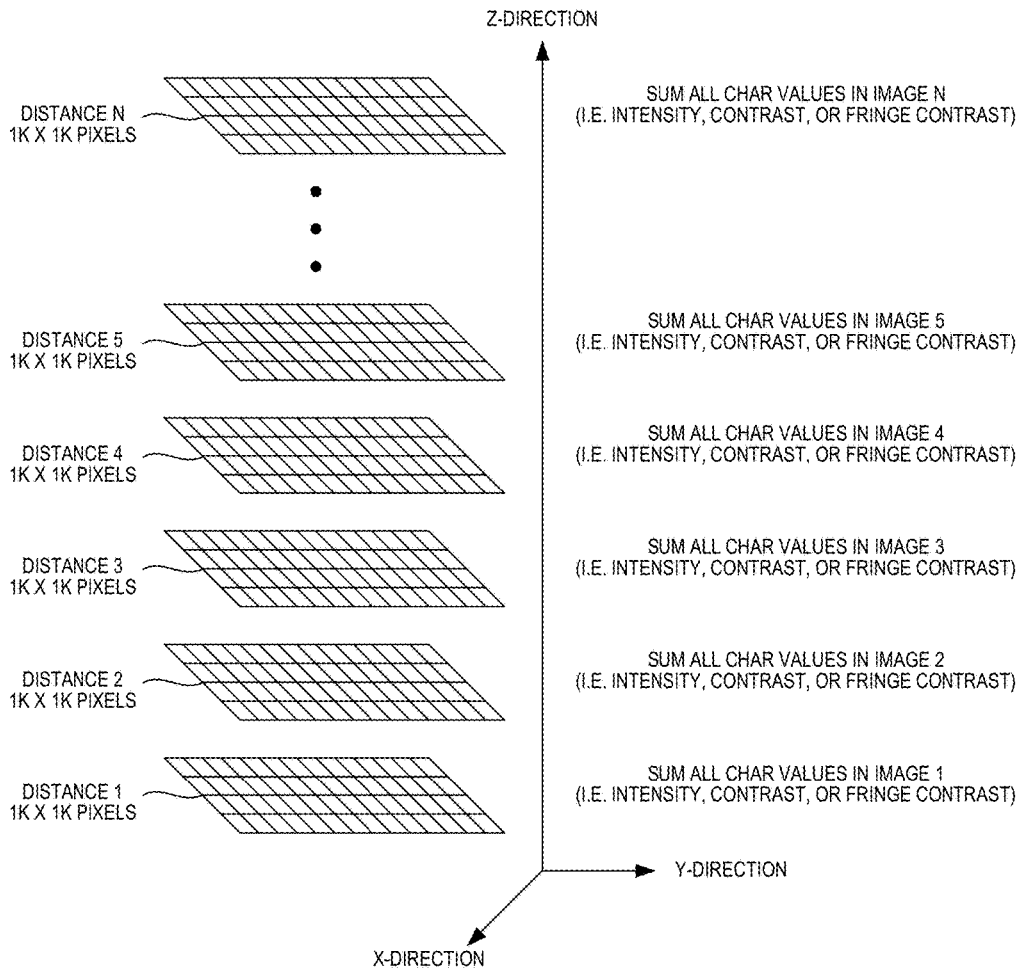 Z-DIRECTION
DISTANCE N
1K X 1K PIXELS
SUM ALL CHAR VALUES IN IMAGE N
(I.E. INTENSITY, CONTRAST, OR FRINGE CONTRAST)
DISTANCE 5
1K X 1K PIXELS
SUM ALL CHAR VALUES IN IMAGE 5
(I.E. INTENSITY, CONTRAST, OR FRINGE CONTRAST)
DISTANCE 4
1K X 1K PIXELS
SUM ALL CHAR VALUES IN IMAGE 4
(I.E. INTENSITY, CONTRAST, OR FRINGE CONTRAST)
DISTANCE 3
1K X 1K PIXELS
SUM ALL CHAR VALUES IN IMAGE 3
(I.E. INTENSITY, CONTRAST, OR FRINGE CONTRAST)
DISTANCE 2
1K X 1K PIXELS
SUM ALL CHAR VALUES IN IMAGE 2
(I.E. INTENSITY, CONTRAST, OR FRINGE CONTRAST)
DISTANCE 1
1K X 1K PIXELS
SUM ALL CHAR VALUES IN IMAGE 1
(I.E. INTENSITY, CONTRAST, OR FRINGE CONTRAST)
Y-DIRECTION
X-DIRECTION